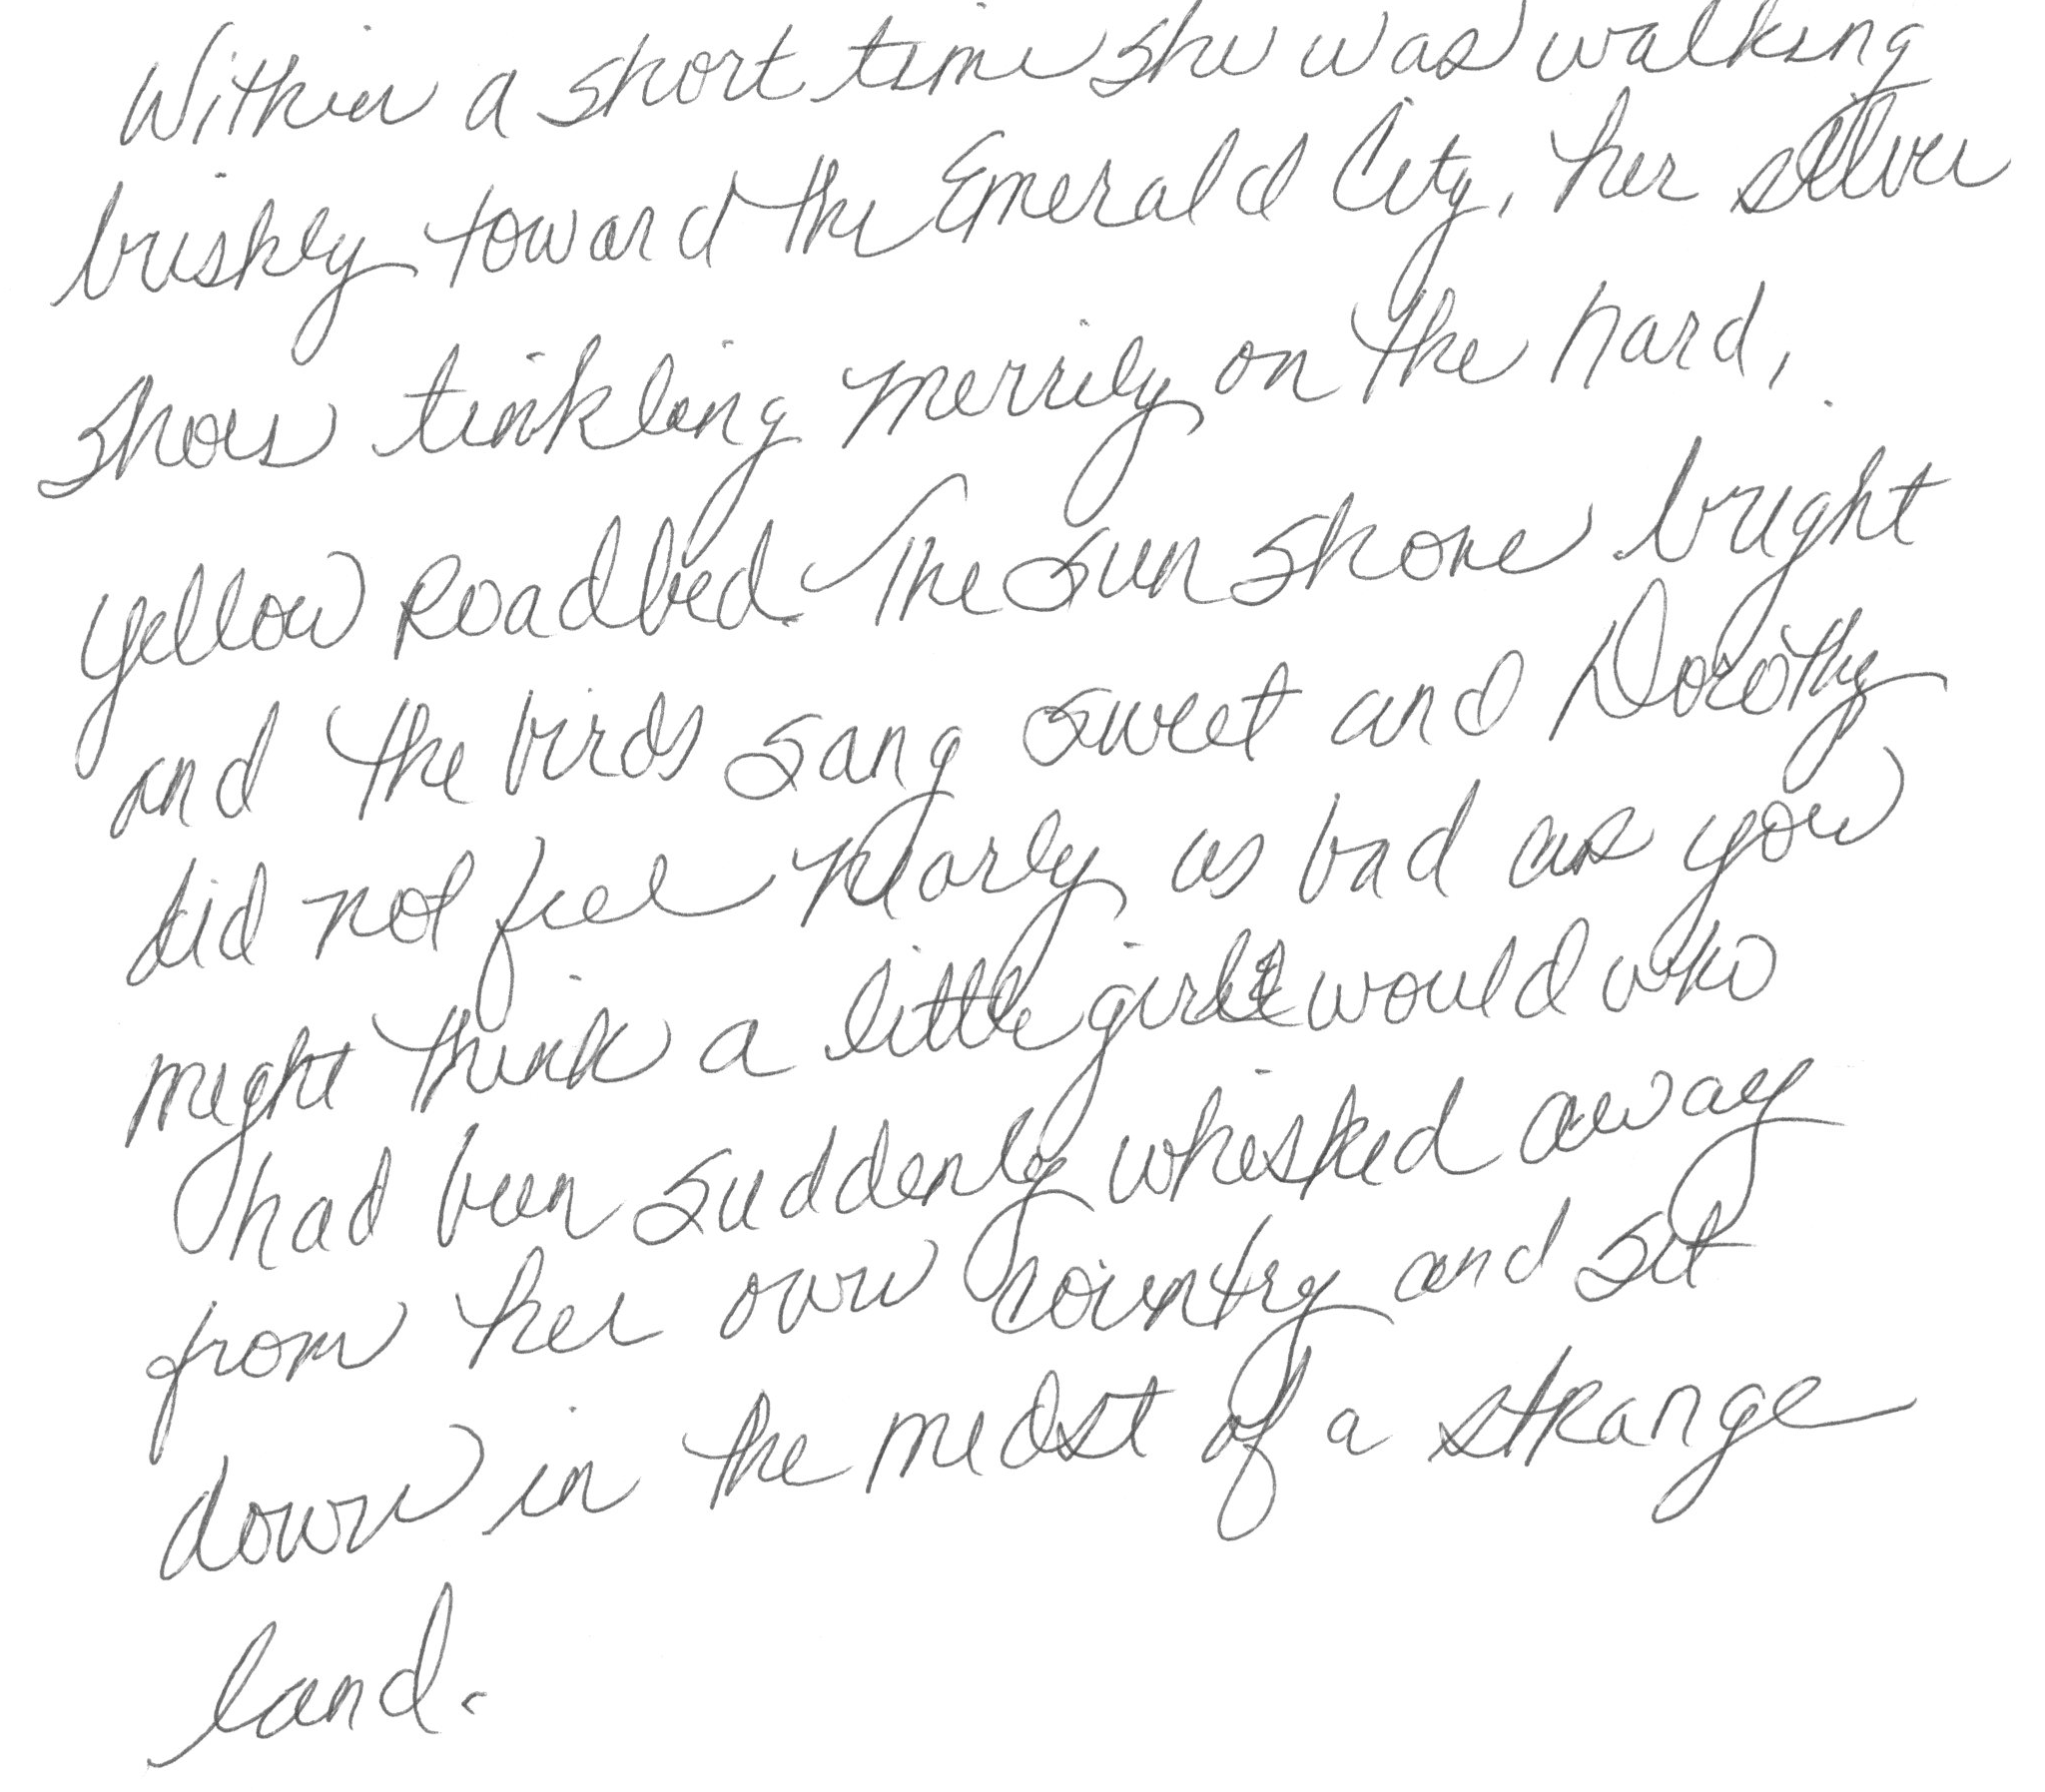 Within a short time she was walking
briskly toward the Emerald City, her silver
shoes tinkling merrily on the hard,
yellow Roadbed. The sun shone bright
and the birds sang sweet and Dorothy
did not feel nearly as bad as you
might think a little girl would who
had been suddenly whisked away
from her own country and set
down in the midst of a strange
land.